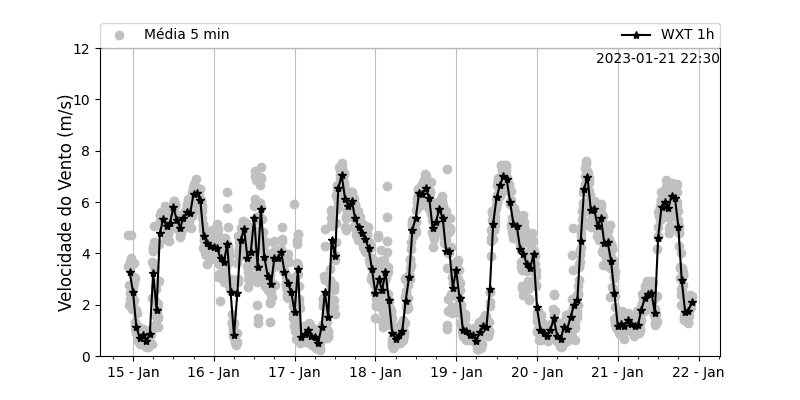 Média 5 min
WXT 1h
2023-01-21 22:30
Velocidade do Vento (m/s)
12
10
8
6
4
2
0
15 - Jan 16 - Jan 17 - Jan 18 - Jan 19 - Jan 20 - Jan 21 - Jan 22 - Jan